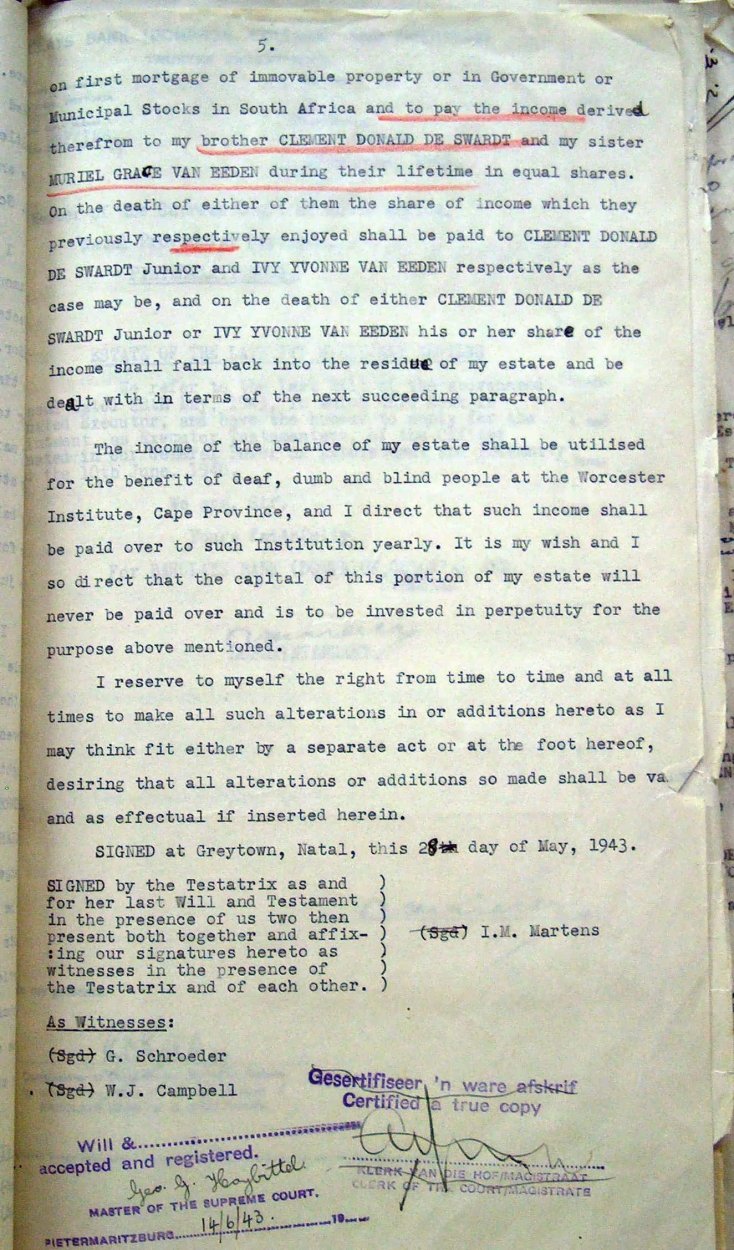 5.
on first mortgage of immovable property or in Government or
Municipal Stocks in South Africa and to pay the income derived
therefrom to my brother CLEMENT DONALD DE SWARDT and my sister
MURIEL GRACE VAN EEDEN during their lifetime in equal shares.
On the death of either of them the share of income which they
previously respectively enjoyed shall be paid to CLEMENT DONALD
DE SWARDT Junior and IVY YVONNE VAN EEDEN respectively as the
case may be, and on the death of either CLEMENT DONALD DE
SWARDT Junior or IVY YVONNE VAN EEDEN his or her share of the
income shall fall back into the residue of my estate and be
dealt with in terms of the next succeeding paragraph.
The income of the balance of my estate shall be utilised
for the benefit of deaf, dumb and blind people at the Worcester
Institute, Cape Province, and I direct that such income shall
be paid over to such Institution yearly. It is my wish and I
so direct that the capital of this portion of my estate will
never be paid over and is to be invested in perpetuity for the
purpose above mentioned.
I reserve to myself the right from time to time and at all
times to make all such alterations in or additions hereto as I
may think fit either by a separate act or at the foot hereof,
desiring that all alterations or additions so made shall be va
and as effectual if inserted herein.
SIGNED at Greytown, Natal, this 28th day of May, 1943.
SIGNED by the Testatrix as and )
for her last Will and Testament )
in the presence of us two then )
present both together and affix- ) (Sgd) I.M. Martens
:ing our signatures hereto as )
witnesses in the presence of )
the Testatrix and of each other. )
As Witnesses:
(Sgd) G. Schroeder
(Sgd) W.J. Campbell
Gesertifiseer 'n ware afskrif
Certified a true copy
Will &
accepted and registered.
Geo. G.
KLERK VAN DIE HOF/MAGISTRAAT
CLERK OF THE COURT/MAGISTRATE
MASTER OF THE SUPREME COURT.
PIETERMARITZBURG 14/6/43. 19